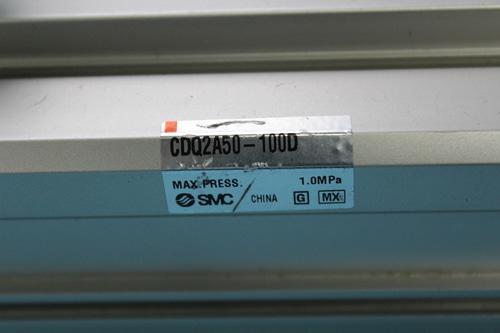 CDQ2A50-100D
MAX.PRESS. 1.0MPa
SMC CHINA G MX